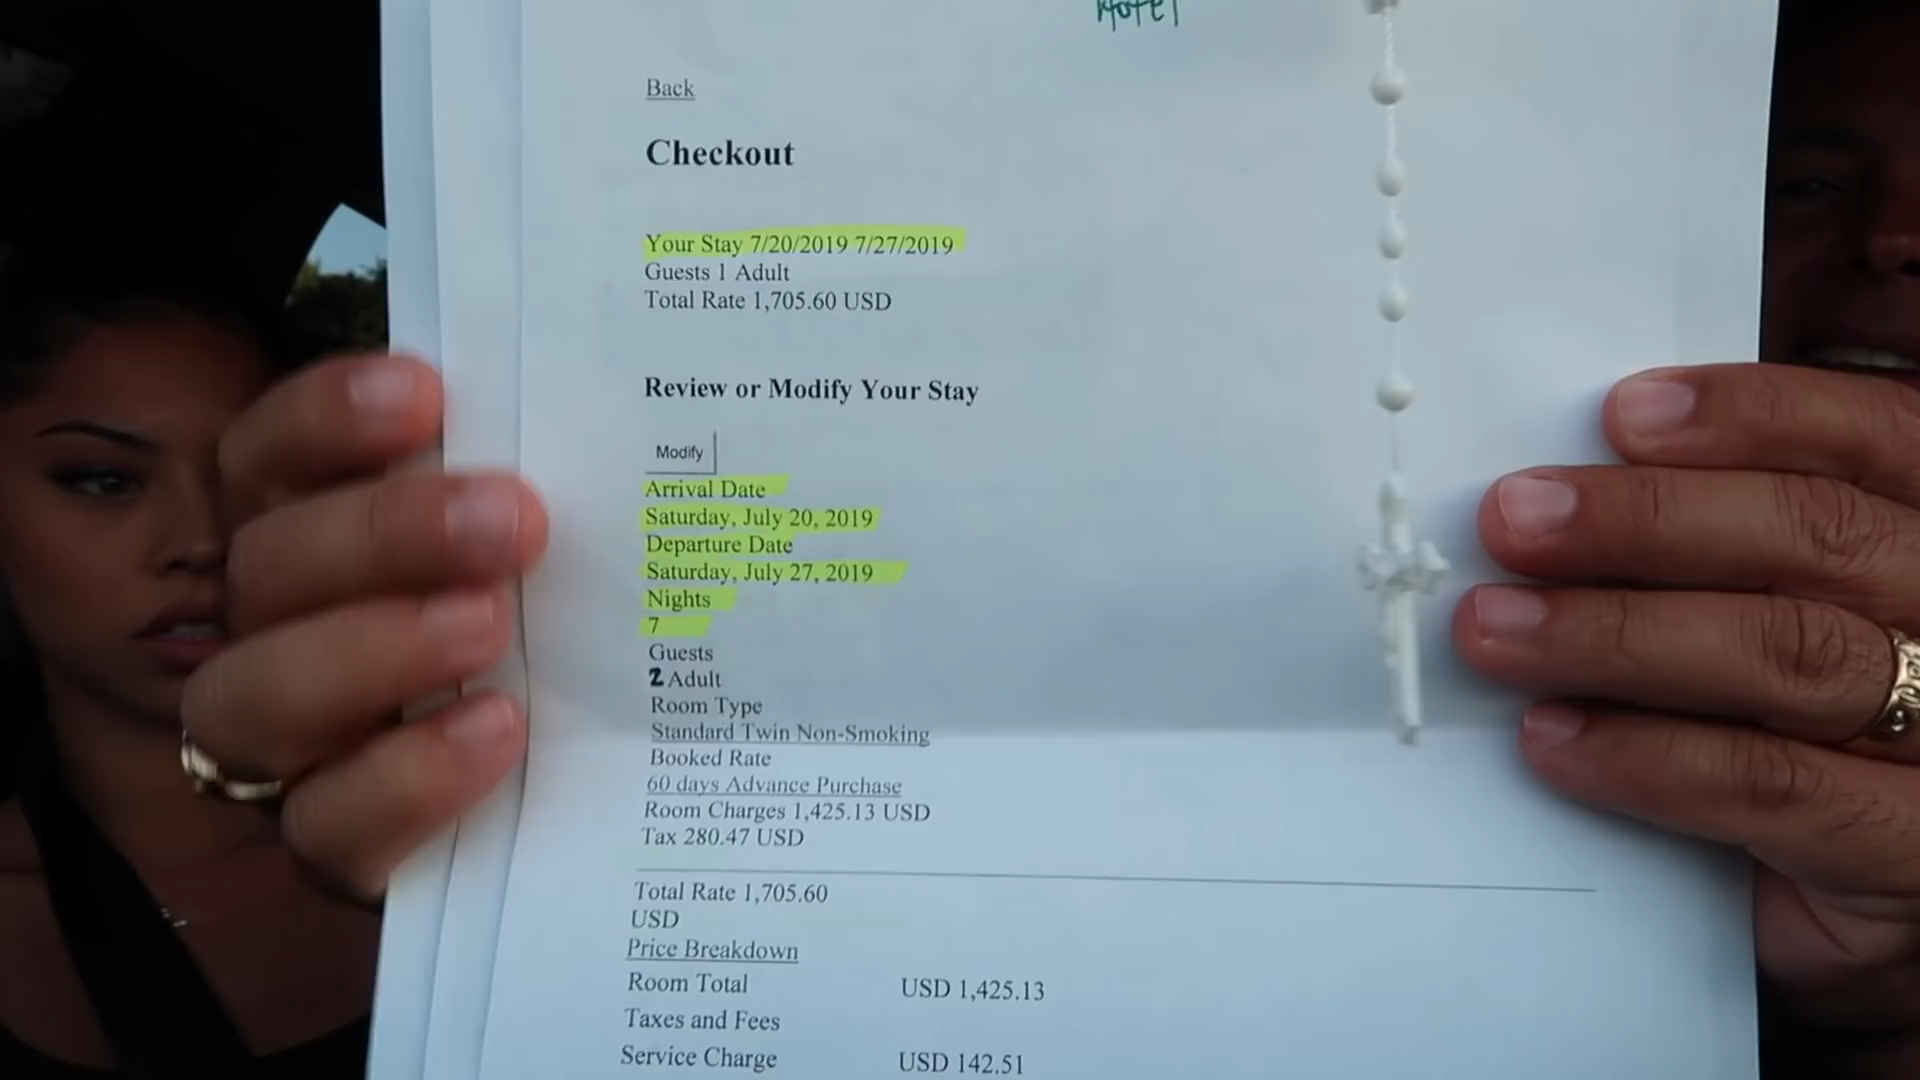 Hotel
Back
Checkout
Your Stay 7/20/2019 7/27/2019
Guests 1 Adult
Total Rate 1,705.60 USD
Review or Modify Your Stay
Modify
Arrival Date
Saturday, July 20, 2019
Departure Date
Saturday, July 27, 2019
Nights
7
Guests
2 Adult
Room Type
Standard Twin Non-Smoking
Booked Rate
60 days Advance Purchase
Room Charges 1,425.13 USD
Tax 280.47 USD
Total Rate 1,705.60
USD
Price Breakdown
Room Total USD 1,425.13
Taxes and Fees
Service Charge USD 142.51